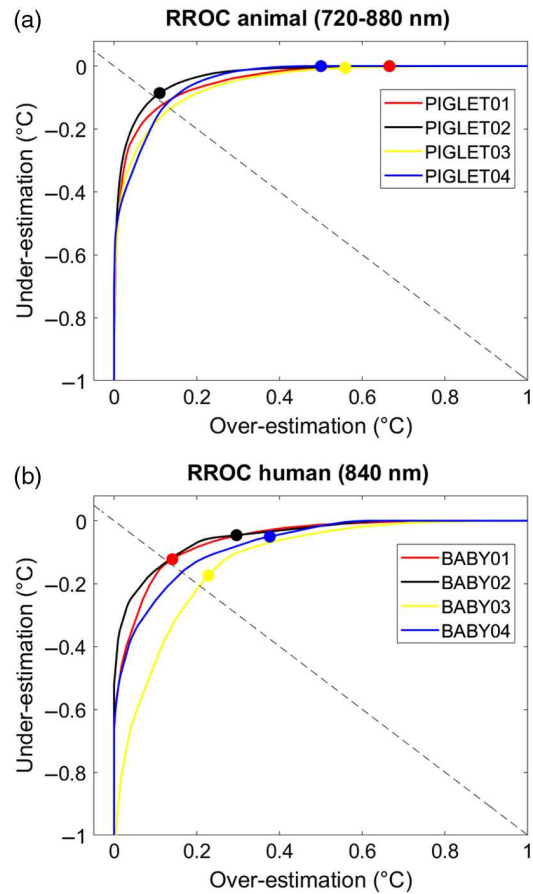 (a)
RROC animal (720-880 nm)
0
–0.2
–0.4
–0.6
–0.8
–1
Under-estimation (°C)
PIGLET01
PIGLET02
PIGLET03
PIGLET04
0 0.2 0.4 0.6 0.8 1
Over-estimation (°C)
(b)
RROC human (840 nm)
0
–0.2
–0.4
–0.6
–0.8
–1
Under-estimation (°C)
BABY01
BABY02
BABY03
BABY04
0 0.2 0.4 0.6 0.8 1
Over-estimation (°C)